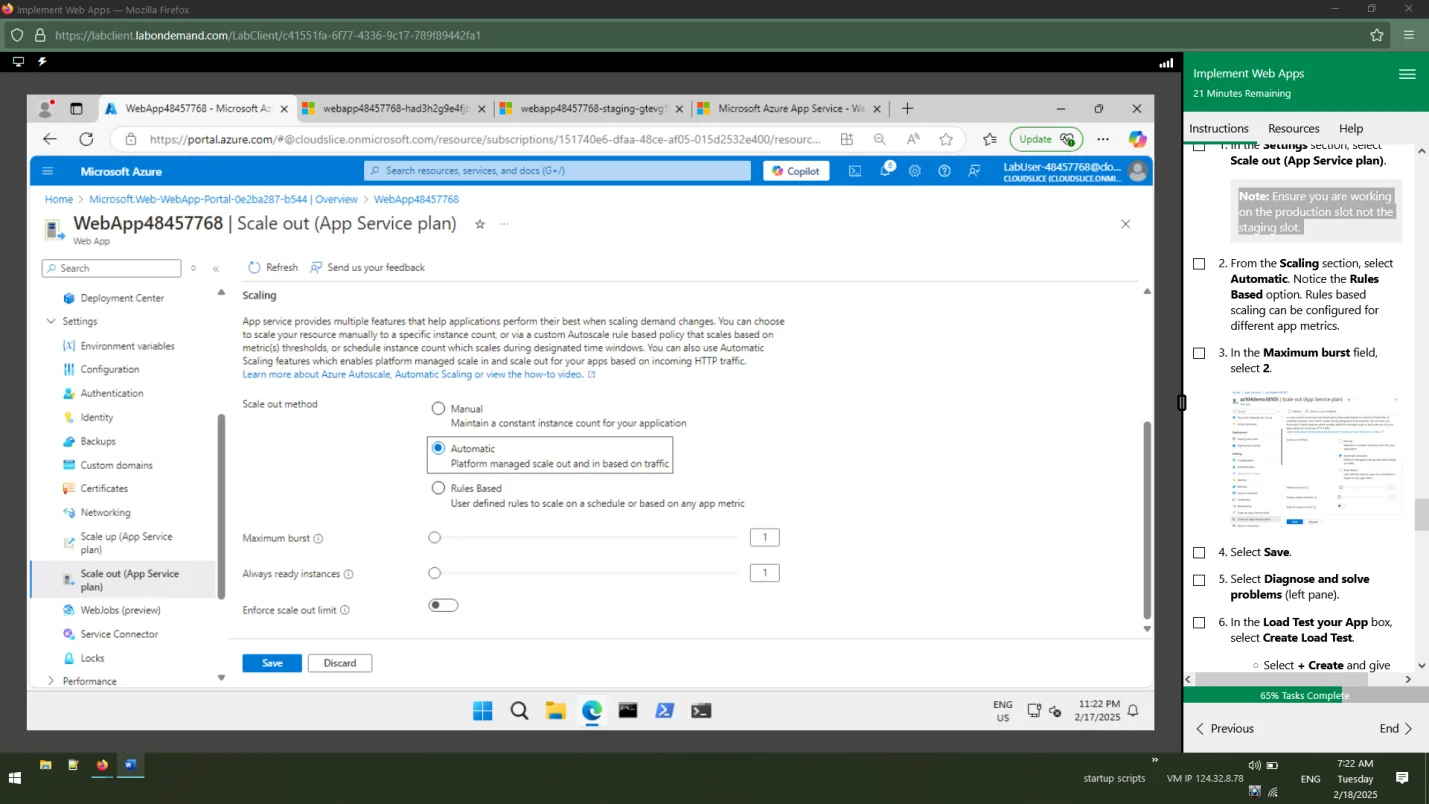 Implement Web Apps — Mozilla Firefox
https://labclient.labondemand.com/LabClient/c41551fa-6f77-4336-9c17-789f89442fa1
WebApp48457768 - Microsoft Az
webapp48457768-had3h2g9e4fjb
webapp48457768-staging-gtevg
Microsoft Azure App Service - We
https://portal.azure.com/#@cloudslice.onmicrosoft.com/resource/subscriptions/151740e6-dfaa-48ce-af05-015d2532e400/resourc...
Update
Microsoft Azure
Search resources, services, and docs (G+/)
Copilot
LabUser-48457768@clo...
CLOUDSLICE (CLOUDSLICE.ONMI...
Home > Microsoft.Web-WebApp-Portal-0e2ba287-b544 | Overview > WebApp48457768
WebApp48457768 | Scale out (App Service plan)
Web App
Search
Refresh
Send us your feedback
Deployment Center
Settings
Environment variables
Configuration
Authentication
Identity
Backups
Custom domains
Certificates
Networking
Scale up (App Service
plan)
Scale out (App Service
plan)
WebJobs (preview)
Service Connector
Locks
Performance
Scaling
App service provides multiple features that help applications perform their best when scaling demand changes. You can choose
to scale your resource manually to a specific instance count, or via a custom Autoscale rule based policy that scales based on
metric(s) thresholds, or schedule instance count which scales during designated time windows. You can also use Automatic
Scaling features which enables platform managed scale in and scale out for your apps based on incoming HTTP traffic.
Learn more about Azure Autoscale, Automatic Scaling or view the how-to video.
Scale out method
Manual
Maintain a constant instance count for your application
Automatic
Platform managed scale out and in based on traffic
Rules Based
User defined rules to scale on a schedule or based on any app metric
Maximum burst
1
Always ready instances
1
Enforce scale out limit
Save
Discard
ENG
US
11:22 PM
2/17/2025
Implement Web Apps
21 Minutes Remaining
Instructions
Resources
Help
1. In the Settings section, select
Scale out (App Service plan).
Note: Ensure you are working
on the production slot not the
staging slot.
2. From the Scaling section, select
Automatic. Notice the Rules
Based option. Rules based
scaling can be configured for
different app metrics.
3. In the Maximum burst field,
select 2.
4. Select Save.
5. Select Diagnose and solve
problems (left pane).
6. In the Load Test your App box,
select Create Load Test.
Select + Create and give
65% Tasks Complete
Previous
End
startup scripts
VM IP 124.32.8.78
ENG
7:22 AM
Tuesday
2/18/2025